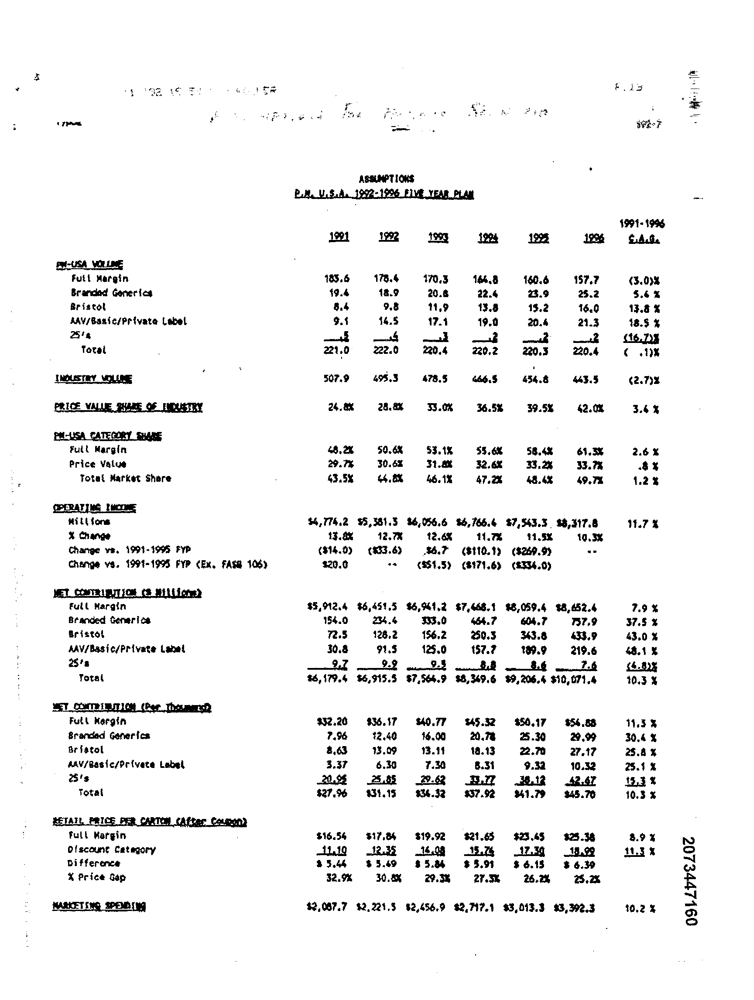 P.13
892-7
ASSUMPTIONS
P.M. U.S.A. 1992-1996 FIVE YEAR PLAN
1991-1996
1991 1992 1993 1994 1995 1996 C.A.G.
PM-USA VOLUME
Full Margin 183.6 178.4 170.3 164.8 160.6 157.7 (3.0)%
Branded Generics 19.4 18.9 20.8 22.4 23.9 25.2 5.4 %
Bristol 8.4 9.8 11.9 13.8 15.2 16.0 13.8 %
AAV/Basic/Private Label 9.1 14.5 17.1 19.0 20.4 21.3 18.5 %
25's .5 .4 .3 .2 .2 .2 (16.7)%
Total 221.0 222.0 220.4 220.2 220.3 220.4 ( .1)%
INDUSTRY VOLUME 507.9 495.3 478.5 466.5 454.8 443.5 (2.7)%
PRICE VALUE SHARE OF INDUSTRY 24.8% 28.8% 33.0% 36.5% 39.5% 42.0% 3.4 %
PM-USA CATEGORY SHARE
Full Margin 48.2% 50.6% 53.1% 55.6% 58.4% 61.3% 2.6 %
Price Value 29.7% 30.6% 31.8% 32.6% 33.2% 33.7% .8 %
Total Market Share 43.5% 44.8% 46.1% 47.2% 48.4% 49.7% 1.2 %
OPERATING INCOME
Millions $4,774.2 $5,381.3 $6,056.6 $6,766.4 $7,543.3 $8,317.8 11.7 %
% Change 13.8% 12.7% 12.6% 11.7% 11.5% 10.3%
Change vs. 1991-1995 FYP ($14.0) ($33.6) $6.7 ($110.1) ($269.9) --
Change vs. 1991-1995 FYP (Ex. FASB 106) $20.0 -- ($51.5) ($171.6) ($334.0)
NET CONTRIBUTION ($ Millions)
Full Margin $5,912.4 $6,451.5 $6,941.2 $7,468.1 $8,059.4 $8,652.4 7.9 %
Branded Generics 154.0 234.4 333.0 464.7 604.7 757.9 37.5 %
Bristol 72.5 128.2 156.2 250.3 343.8 433.9 43.0 %
AAV/Basic/Private Label 30.8 91.5 125.0 157.7 189.9 219.6 48.1 %
25's 9.7 9.9 9.5 8.8 8.6 7.6 (4.8)%
Total $6,179.4 $6,915.5 $7,564.9 $8,349.6 $9,206.4 $10,071.4 10.3 %
NET CONTRIBUTION (Per Thousand)
Full Margin $32.20 $36.17 $40.77 $45.32 $50.17 $54.88 11.3 %
Branded Generics 7.96 12.40 16.00 20.78 25.30 29.99 30.4 %
Bristol 8.63 13.09 13.11 18.13 22.70 27.17 25.8 %
AAV/Basic/Private Label 3.37 6.30 7.30 8.31 9.32 10.32 25.1 %
25's 20.95 25.85 29.62 33.77 38.12 42.67 15.3 %
Total $27.96 $31.15 $34.32 $37.92 $41.79 $45.70 10.3 %
RETAIL PRICE PER CARTON (After Coupon)
Full Margin $16.54 $17.84 $19.92 $21.65 $23.45 $25.38 8.9 %
Discount Category 11.10 12.35 14.08 15.74 17.30 18.99 11.3 %
Difference $ 5.44 $ 5.49 $ 5.84 $ 5.91 $ 6.15 $ 6.39
% Price Gap 32.9% 30.8% 29.3% 27.3% 26.2% 25.2%
MARKETING SPENDING $2,087.7 $2,221.5 $2,456.9 $2,717.1 $3,013.3 $3,392.3 10.2 %
2073447160